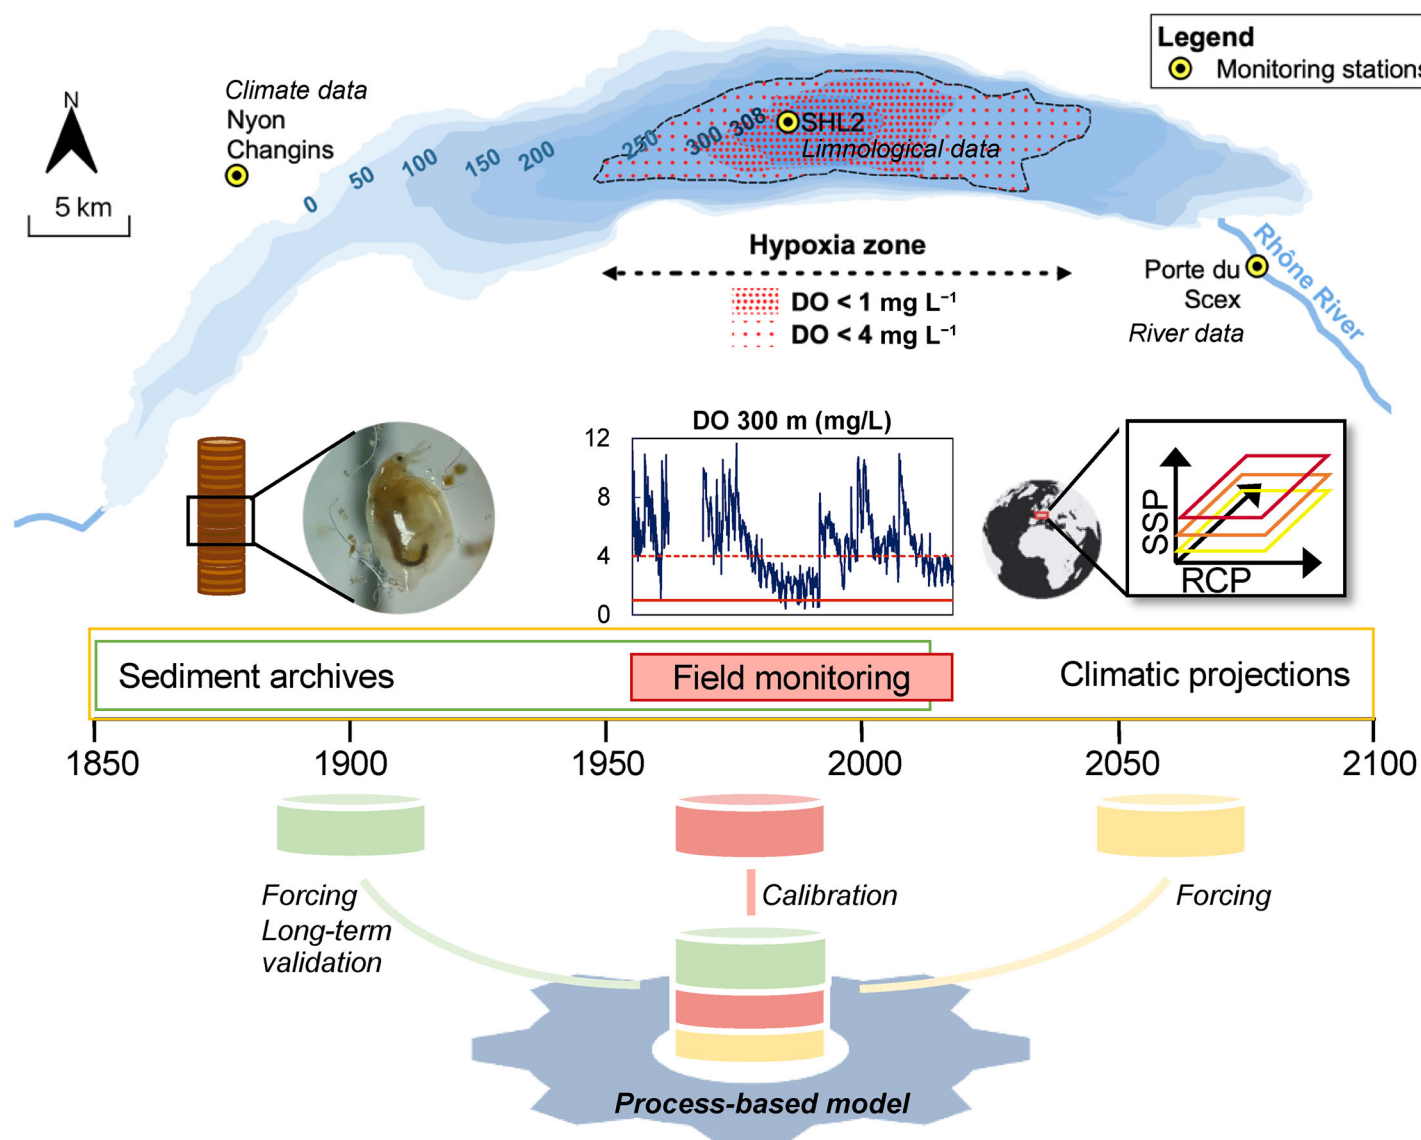 Legend
Monitoring stations
N
5 km
Climate data
Nyon
Changins
0
50
100
150
200
250
300
308
SHL2
Limnological data
Hypoxia zone
DO < 1 mg L⁻¹
DO < 4 mg L⁻¹
Rhône River
Porte du
Scex
River data
DO 300 m (mg/L)
12
8
4
0
SSP
RCP
Sediment archives
Field monitoring
Climatic projections
1850
1900
1950
2000
2050
2100
Forcing
Long-term
validation
Calibration
Forcing
Process-based model